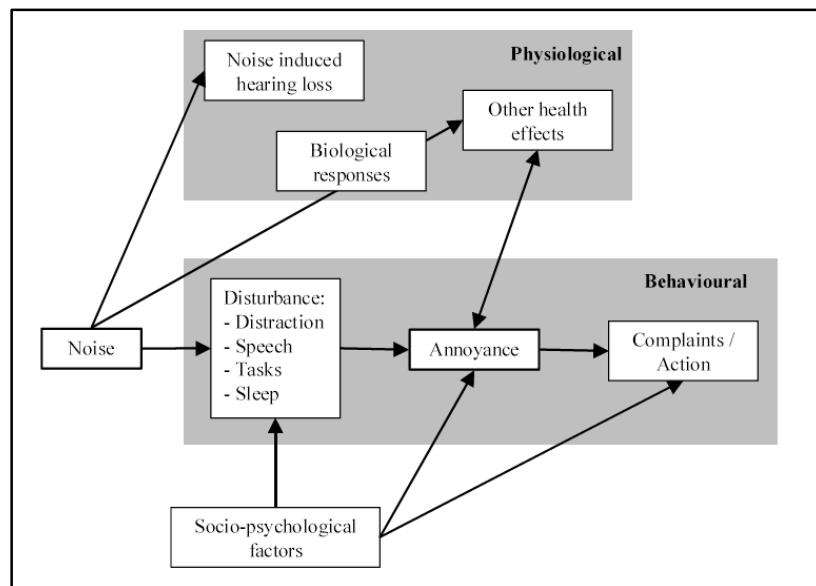 Physiological
Noise induced
hearing loss
Other health
effects
Biological
responses
Behavioural
Disturbance:
- Distraction
- Speech
- Tasks
- Sleep
Noise
Annoyance
Complaints /
Action
Socio-psychological
factors